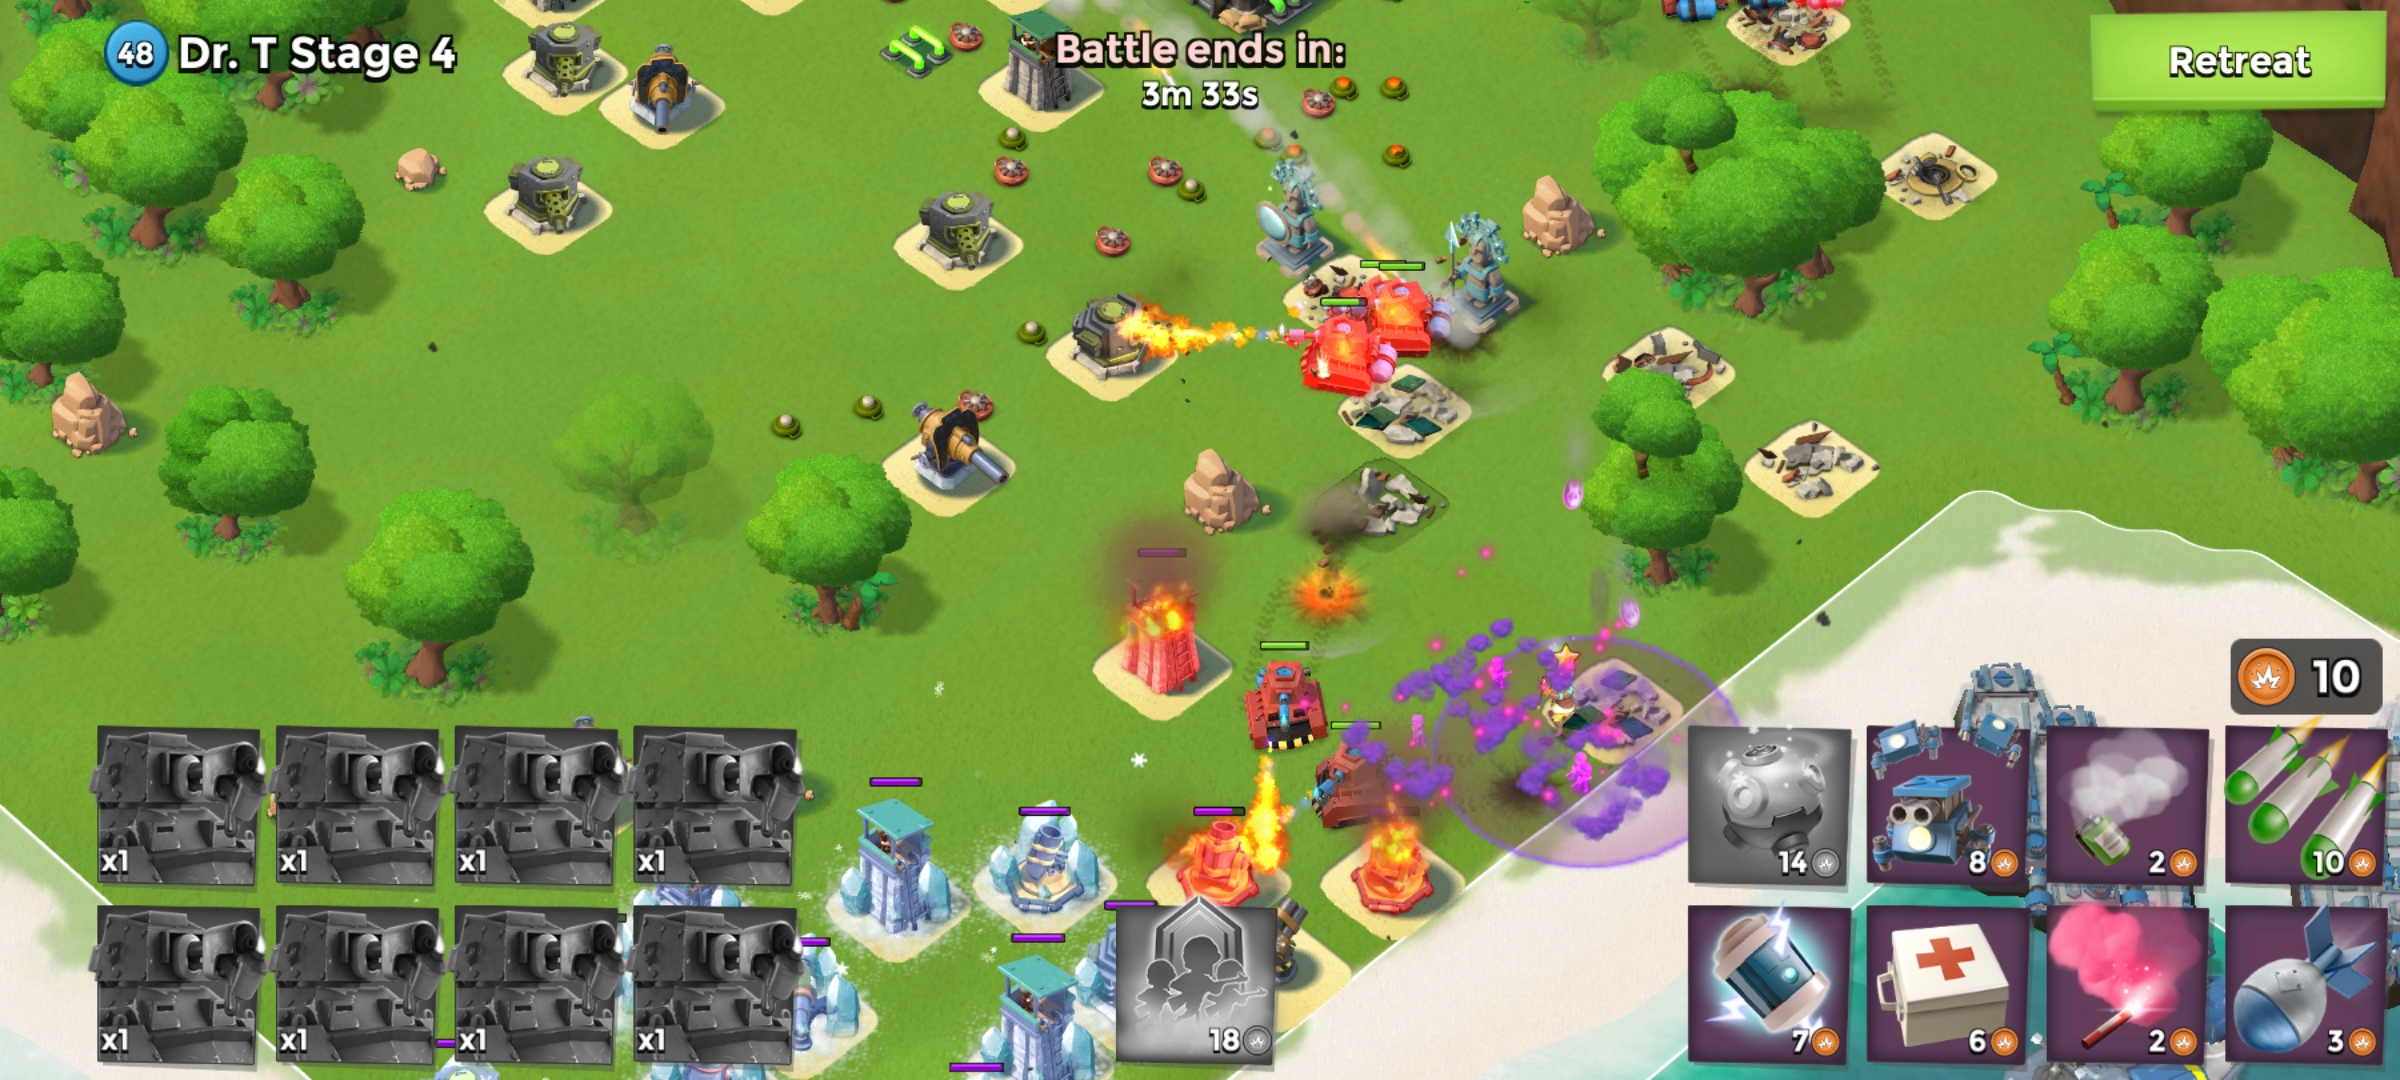 48 Dr. T Stage 4
Battle ends in:
3m 33s
Retreat
10
x1 x1 x1 x1
14 8 2 10
x1 x1 x1 x1
18
7 6 2 3